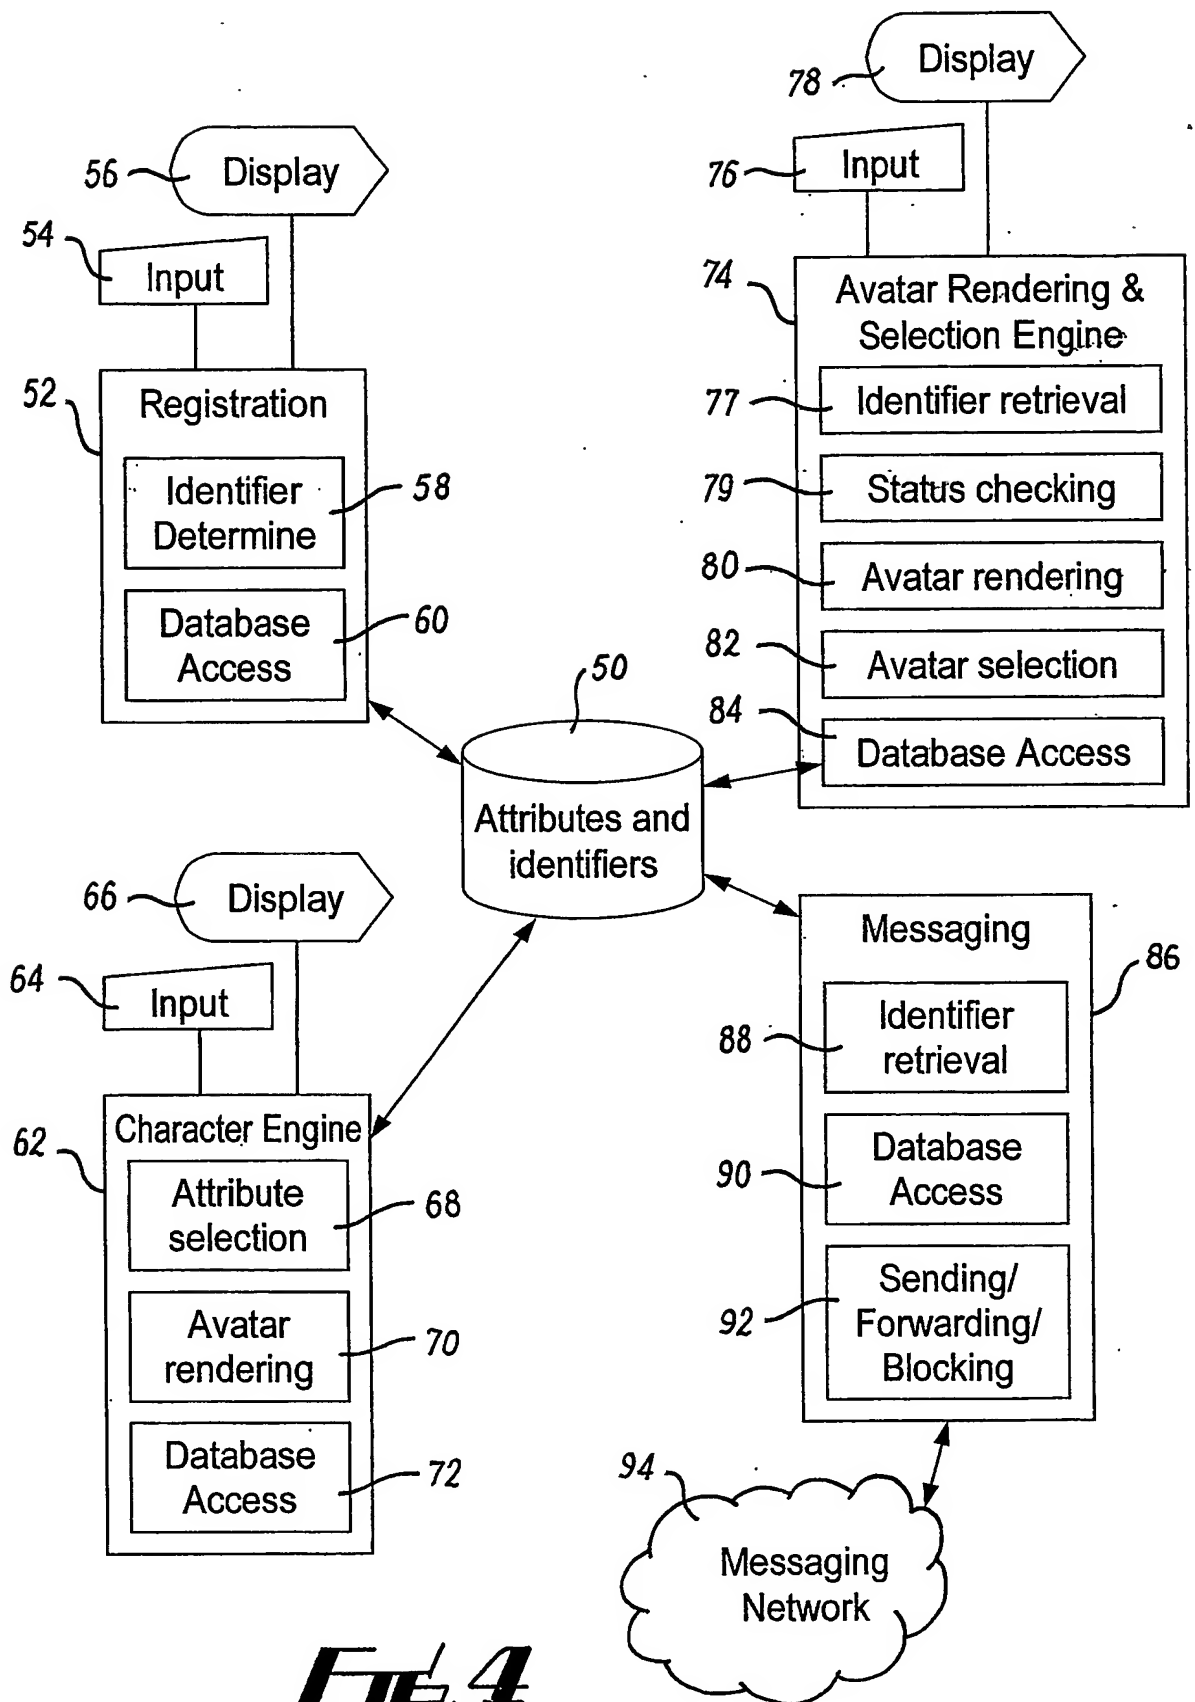 56
Display
54
Input
52
Registration
Identifier
Determine
58
Database
Access
60
78
Display
76
Input
74
Avatar Rendering &
Selection Engine
77
Identifier retrieval
79
Status checking
80
Avatar rendering
82
Avatar selection
84
Database Access
50
Attributes and
identifiers
66
Display
64
Input
62
Character Engine
Attribute
selection
68
Avatar
rendering
70
Database
Access
72
Messaging
86
88
Identifier
retrieval
90
Database
Access
92
Sending/
Forwarding/
Blocking
94
Messaging
Network
FIG. 4